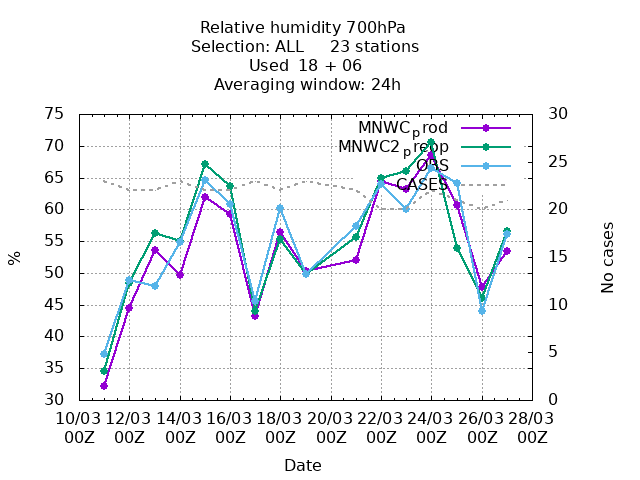 Relative humidity 700hPa
Selection: ALL 23 stations
Used 18 + 06
Averaging window: 24h
75 30
MNWCprod
70 MNWC2prepp 25
OBS
65 CASES
60 20
55 15
50
45 10
40
35 5
30 0
%
No cases
10/03 12/03 14/03 16/03 18/03 20/03 22/03 24/03 26/03 28/03
00Z 00Z 00Z 00Z 00Z 00Z 00Z 00Z 00Z 00Z
Date